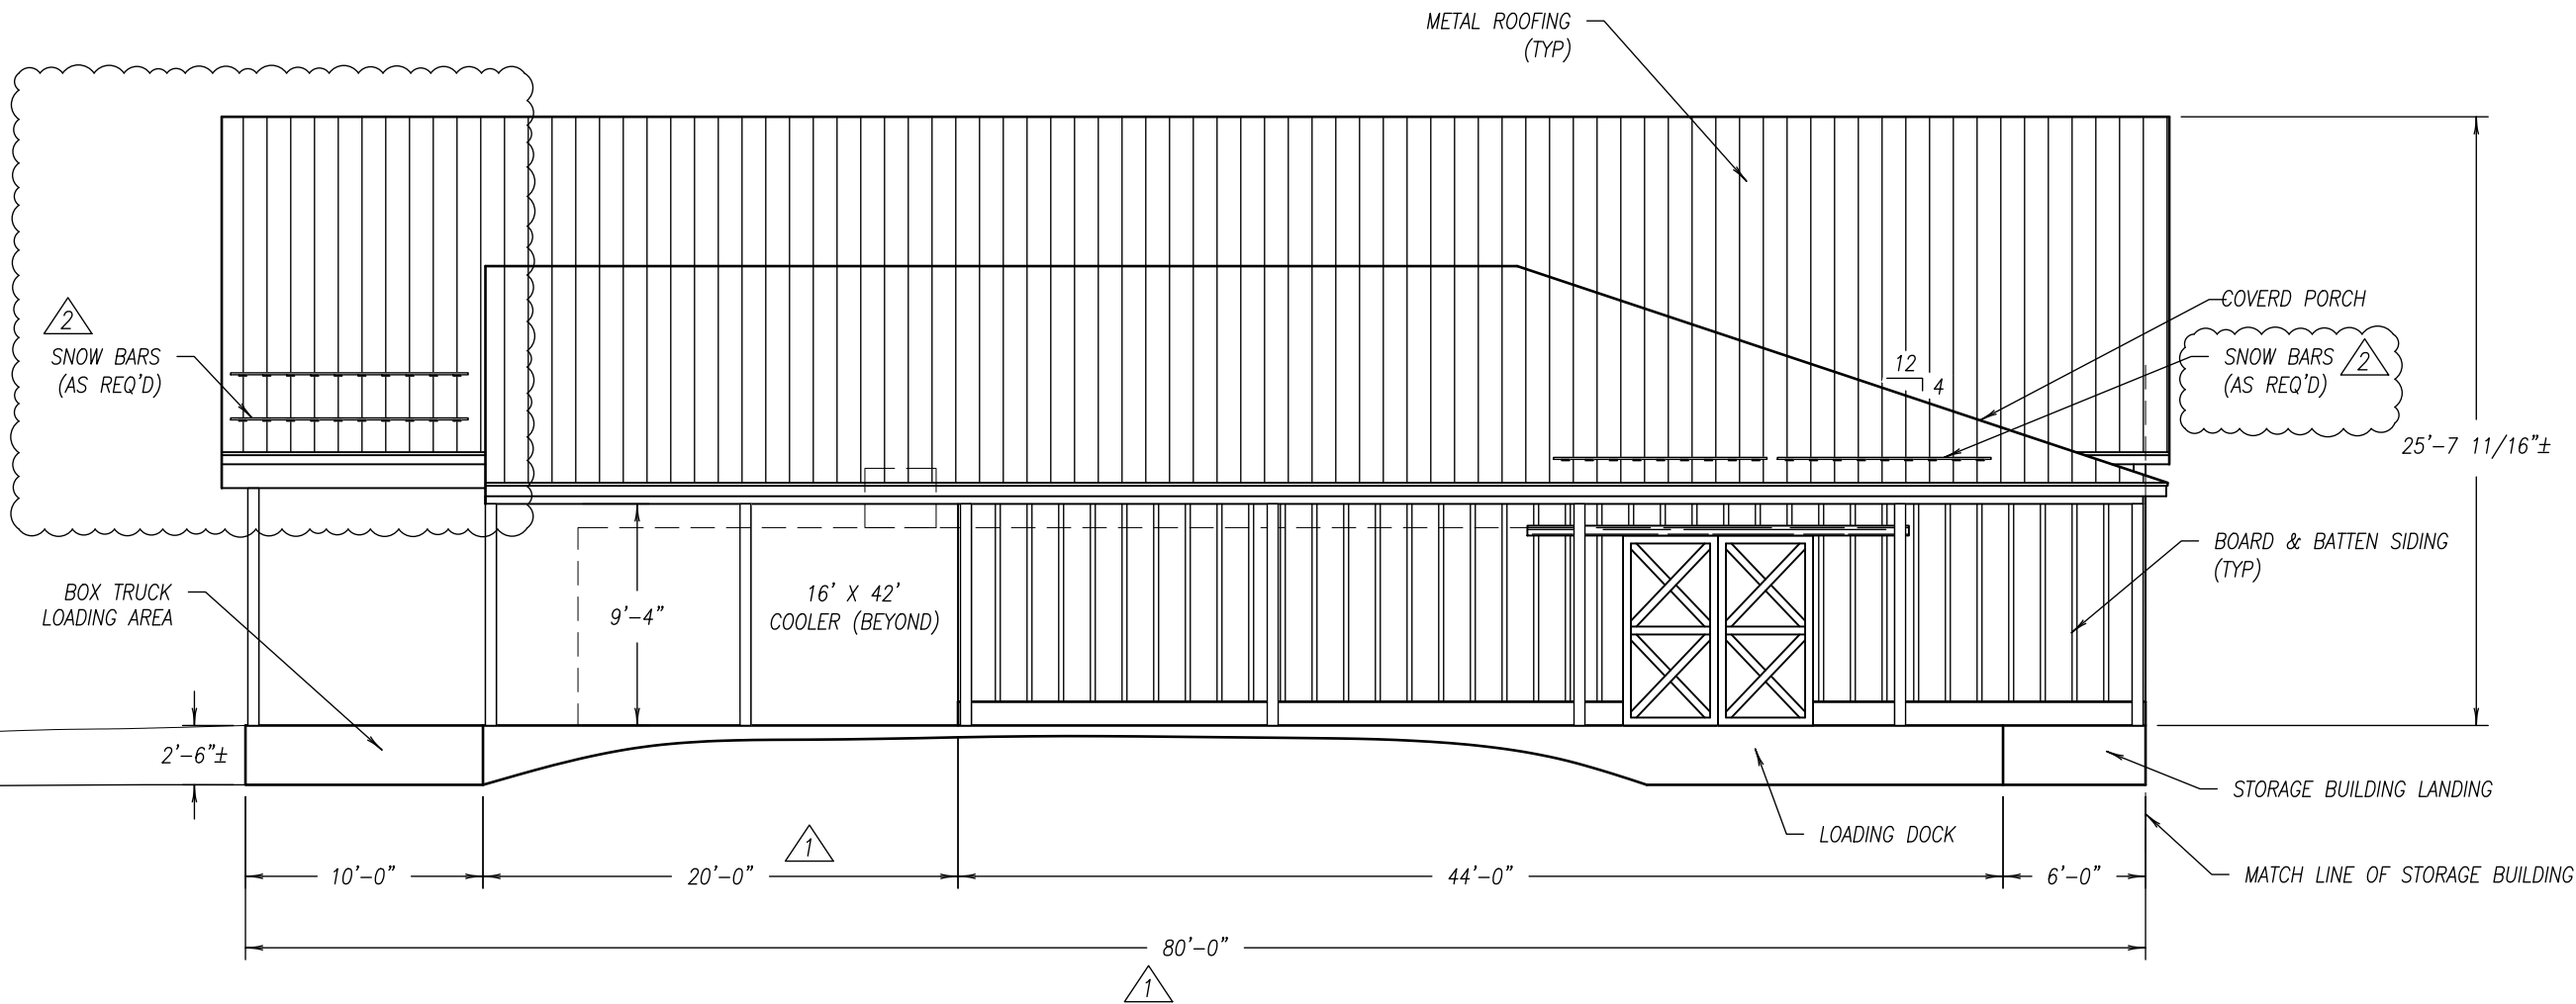 METAL ROOFING
(TYP)
2
SNOW BARS
(AS REQ'D)
COVERD PORCH
SNOW BARS 2
(AS REQ'D)
12
4
25'-7 11/16"±
BOARD & BATTEN SIDING
(TYP)
BOX TRUCK
LOADING AREA
9'-4"
16' X 42'
COOLER (BEYOND)
2'-6"±
STORAGE BUILDING LANDING
LOADING DOCK
MATCH LINE OF STORAGE BUILDING
1
10'-0"
20'-0"
44'-0"
6'-0"
80'-0"
1